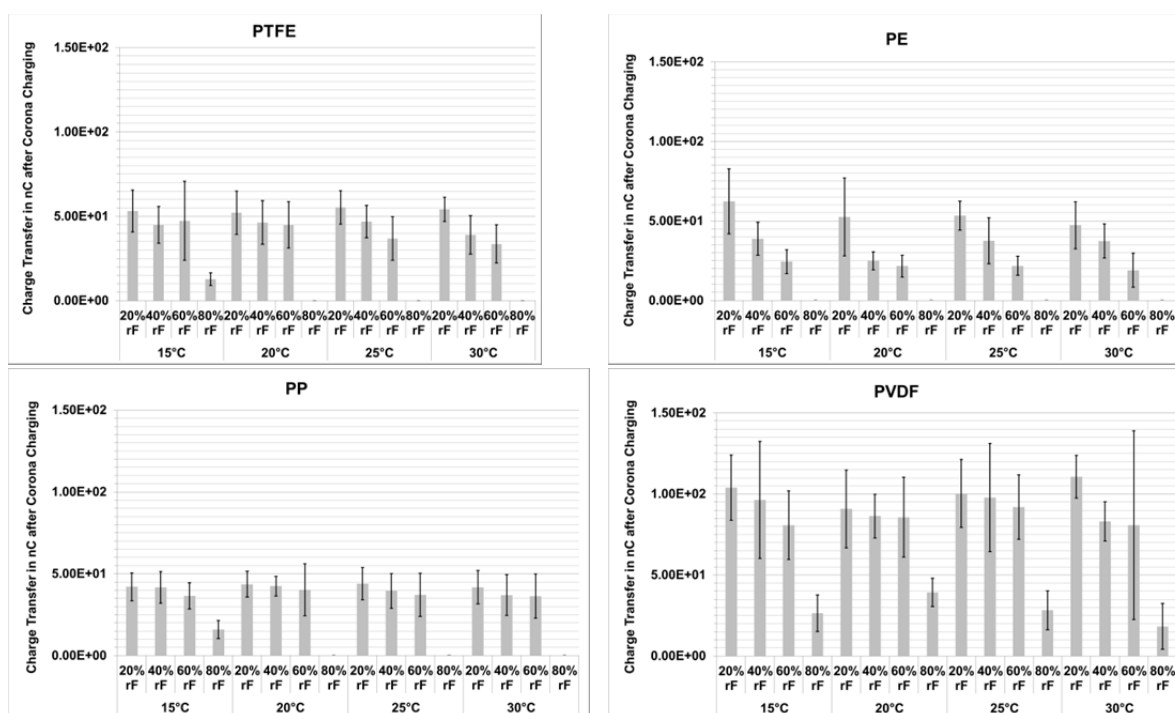 PTFE
Charge Transfer in nC after Corona Charging
1.50E+02
1.00E+02
5.00E+01
0.00E+00
20% 40% 60% 80% 20% 40% 60% 80% 20% 40% 60% 80% 20% 40% 60% 80%
rF rF rF rF rF rF rF rF rF rF rF rF rF rF rF rF
15°C 20°C 25°C 30°C
PE
Charge Transfer in nC after Corona Charging
1.50E+02
1.00E+02
5.00E+01
0.00E+00
20% 40% 60% 80% 20% 40% 60% 80% 20% 40% 60% 80% 20% 40% 60% 80%
rF rF rF rF rF rF rF rF rF rF rF rF rF rF rF rF
15°C 20°C 25°C 30°C
PP
Charge Transfer in nC after Corona Charging
1.50E+02
1.00E+02
5.00E+01
0.00E+00
20% 40% 60% 80% 20% 40% 60% 80% 20% 40% 60% 80% 20% 40% 60% 80%
rF rF rF rF rF rF rF rF rF rF rF rF rF rF rF rF
15°C 20°C 25°C 30°C
PVDF
Charge Transfer in nC after Corona Charging
1.50E+02
1.00E+02
5.00E+01
0.00E+00
20% 40% 60% 80% 20% 40% 60% 80% 20% 40% 60% 80% 20% 40% 60% 80%
rF rF rF rF rF rF rF rF rF rF rF rF rF rF rF rF
15°C 20°C 25°C 30°C